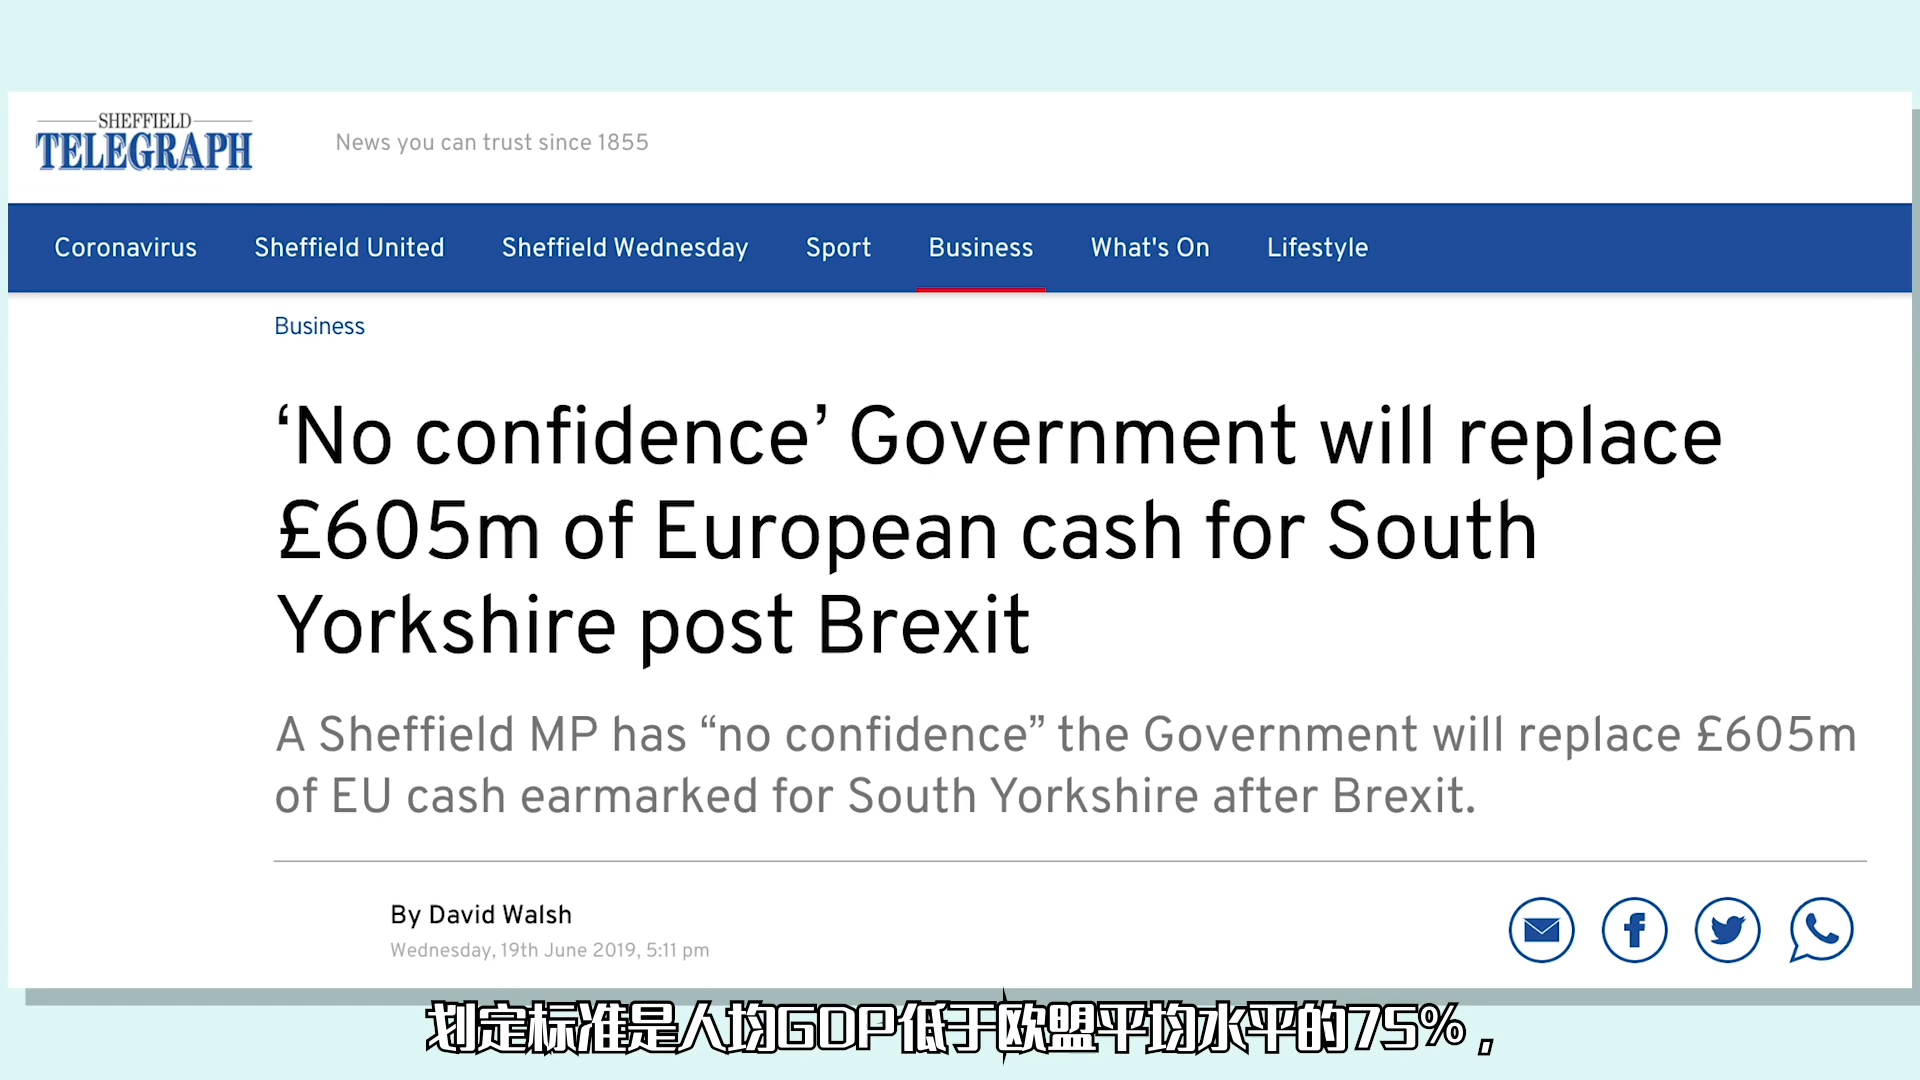 SHEFFIELD
TELEGRAPH
News you can trust since 1855
Coronavirus Sheffield United Sheffield Wednesday Sport Business What's On Lifestyle
Business
‘No confidence’ Government will replace
£605m of European cash for South
Yorkshire post Brexit
A Sheffield MP has “no confidence” the Government will replace £605m
of EU cash earmarked for South Yorkshire after Brexit.
By David Walsh
Wednesday, 19th June 2019, 5:11 pm
划定标准是人均GDP低于欧盟平均水平的75%，